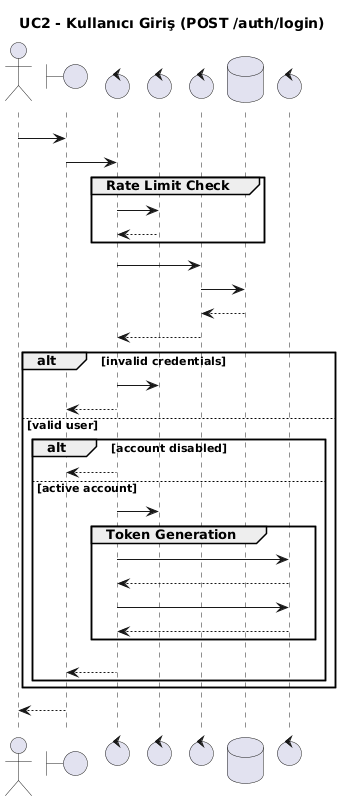 UC2 - Kullanıcı Giriş (POST /auth/login)
Rate Limit Check
alt [invalid credentials]
[valid user]
alt [account disabled]
[active account]
Token Generation